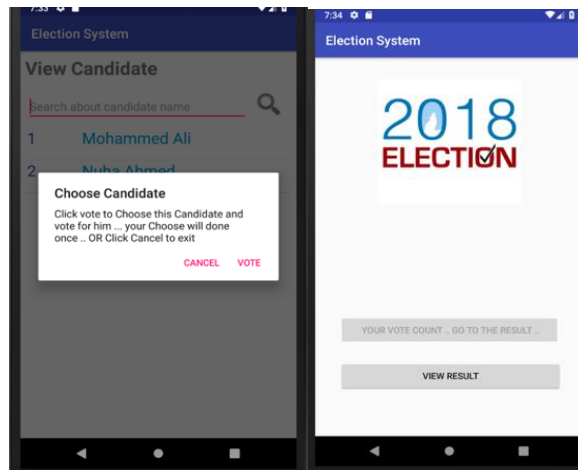 7:33
Election System
View Candidate
Search about candidate name
1 Mohammed Ali
2 Nuha Ahmed
Choose Candidate
Click vote to Choose this Candidate and
vote for him ... your Choose will done
once .. OR Click Cancel to exit
CANCEL VOTE
7:34
Election System
2018
ELECTION
YOUR VOTE COUNT .. GO TO THE RESULT ..
VIEW RESULT